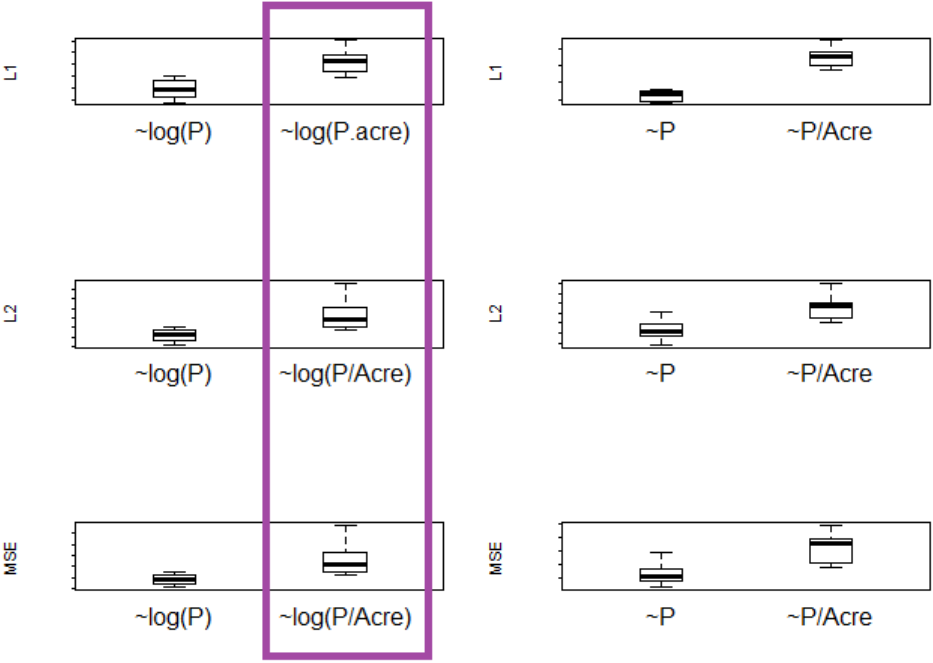 L1
~log(P) ~log(P.acre)
L1
~P ~P/Acre
L2
~log(P) ~log(P/Acre)
L2
~P ~P/Acre
MSE
~log(P) ~log(P/Acre)
MSE
~P ~P/Acre